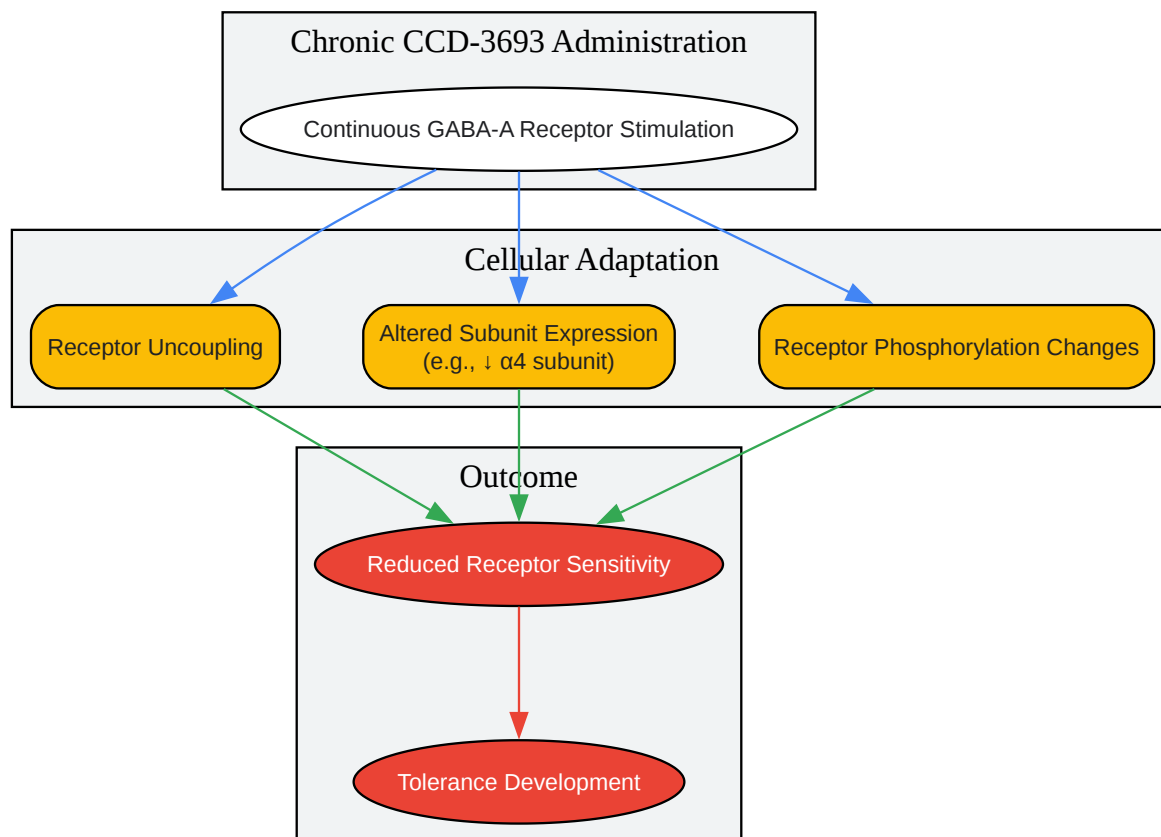 Chronic CCD-3693 Administration
Continuous GABA-A Receptor Stimulation
Cellular Adaptation
Receptor Uncoupling
Altered Subunit Expression
(e.g., ↓ α4 subunit)
Receptor Phosphorylation Changes
Outcome
Reduced Receptor Sensitivity
Tolerance Development